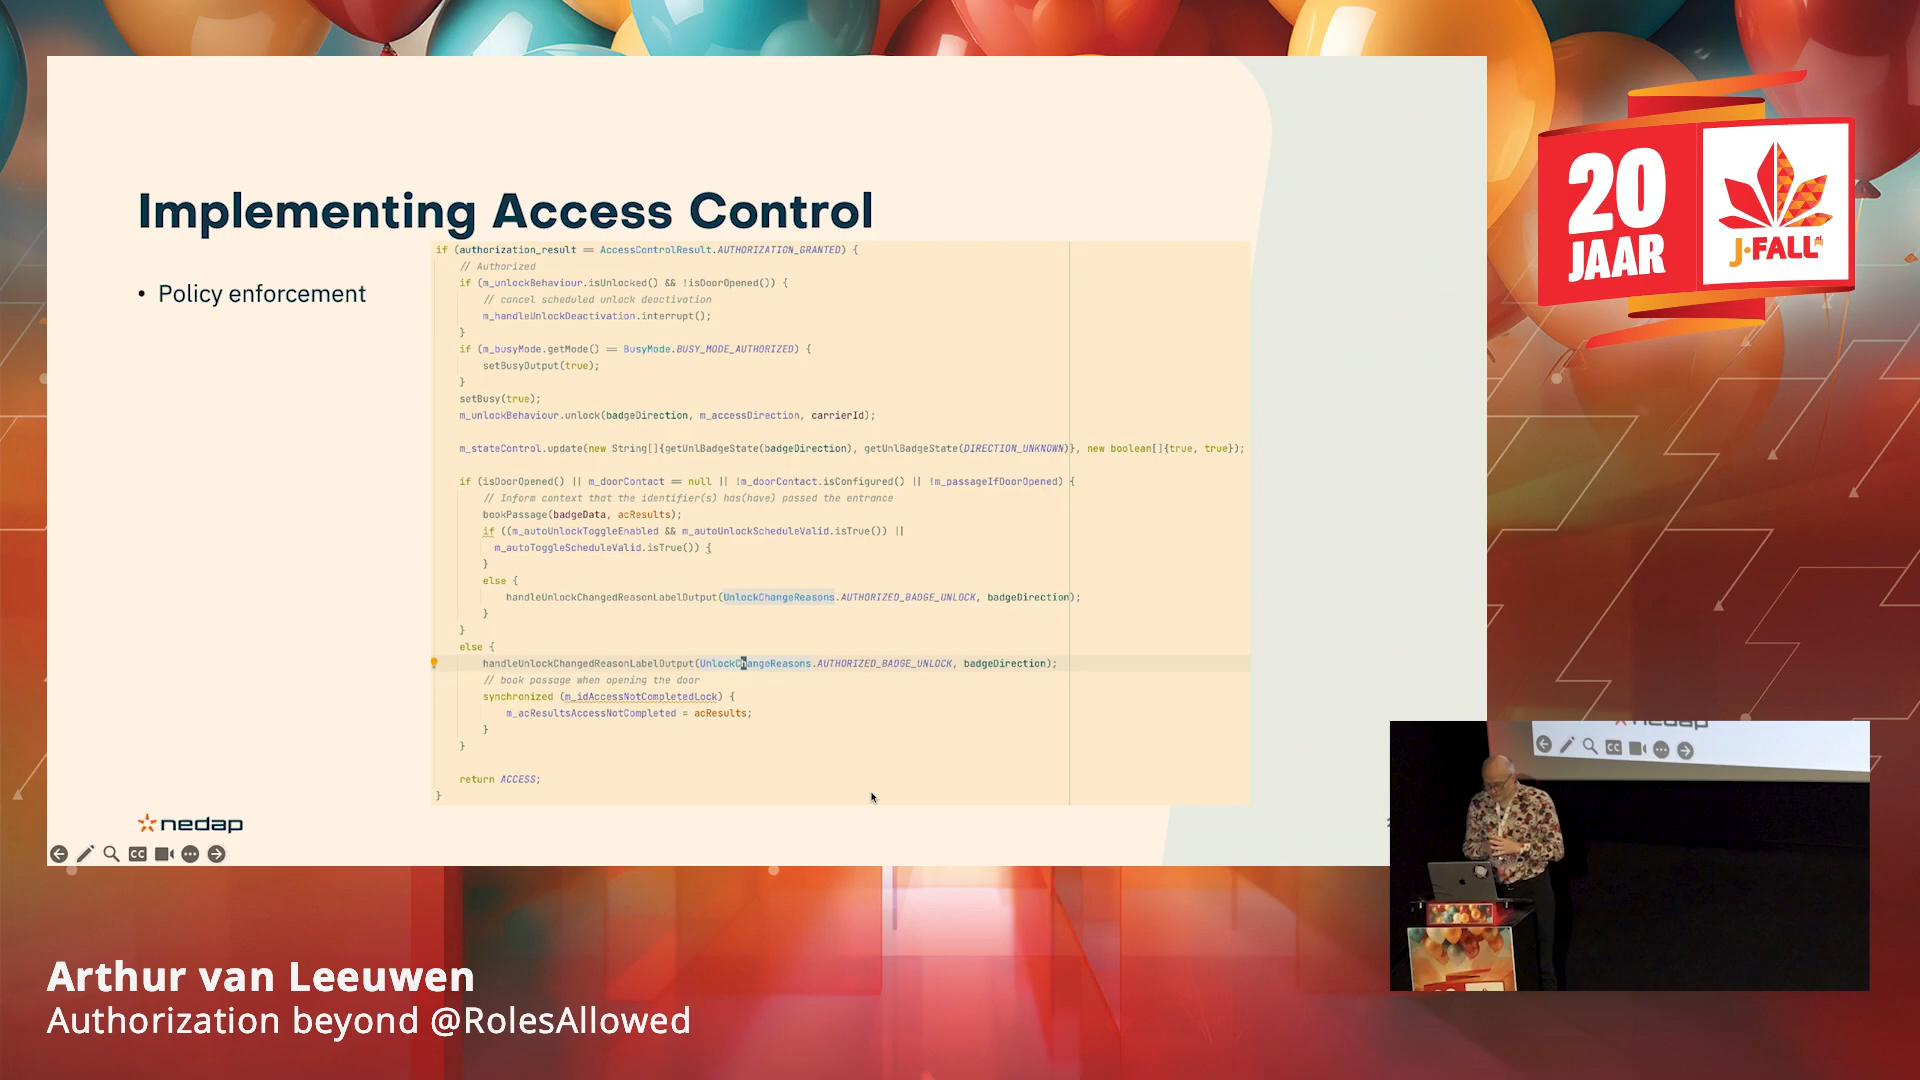 Implementing Access Control
• Policy enforcement
if (authorization_result == AccessControlResult.AUTHORIZATION_GRANTED) {
// Authorized
if (m_unlockBehaviour.isUnlocked() && !isDoorOpened()) {
// cancel scheduled unlock deactivation
m_handleUnlockDeactivation.interrupt();
}
if (m_busyMode.getMode() == BusyMode.BUSY_MODE_AUTHORIZED) {
setBusyOutput(true);
}
setBusy(true);
m_unlockBehaviour.unlock(badgeDirection, m_accessDirection, carrierId);
m_stateControl.update(new String[]{getUnlBadgeState(badgeDirection), getUnlBadgeState(DIRECTION_UNKNOWN)}, new boolean[]{true, true});
if (isDoorOpened() || m_doorContact == null || !m_doorContact.isConfigured() || !m_passageIfDoorOpened) {
// Inform context that the identifier(s) has(have) passed the entrance
bookPassage(badgeData, acResults);
if ((m_autoUnlockToggleEnabled && m_autoUnlockScheduleValid.isTrue()) ||
m_autoToggleScheduleValid.isTrue()) {
}
else {
handleUnlockChangedReasonLabelOutput(UnlockChangeReasons.AUTHORIZED_BADGE_UNLOCK, badgeDirection);
}
}
else {
handleUnlockChangedReasonLabelOutput(UnlockChangeReasons.AUTHORIZED_BADGE_UNLOCK, badgeDirection);
// book passage when opening the door
synchronized (m_idAccessNotCompletedLock) {
m_acResultsAccessNotCompleted = acResults;
}
}
return ACCESS;
}
nedap
CC
20
JAAR
J-FALL
nl
nedap
CC
Arthur van Leeuwen
Authorization beyond @RolesAllowed